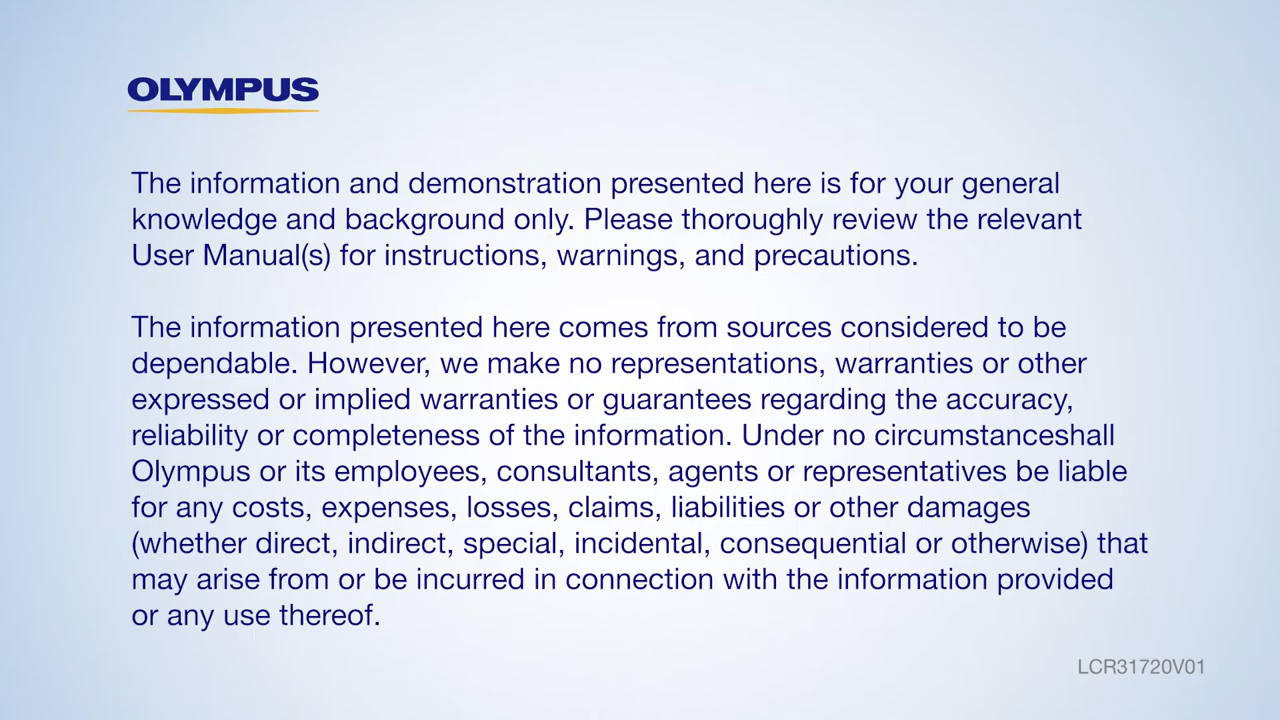 OLYMPUS
The information and demonstration presented here is for your general
knowledge and background only. Please thoroughly review the relevant
User Manual(s) for instructions, warnings, and precautions.
The information presented here comes from sources considered to be
dependable. However, we make no representations, warranties or other
expressed or implied warranties or guarantees regarding the accuracy,
reliability or completeness of the information. Under no circumstanceshall
Olympus or its employees, consultants, agents or representatives be liable
for any costs, expenses, losses, claims, liabilities or other damages
(whether direct, indirect, special, incidental, consequential or otherwise) that
may arise from or be incurred in connection with the information provided
or any use thereof.
LCR31720V01